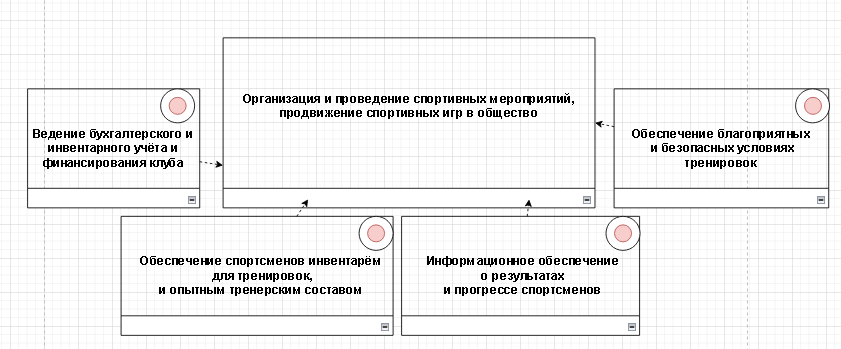 Организация и проведение спортивных мероприятий,
продвижение спортивных игр в общество
Ведение бухгалтерского и
инвентарного учёта и
финансирования клуба
Обеспечение благоприятных
и безопасных условиях
тренировок
Обеспечение спортсменов инвентарём
для тренировок,
и опытным тренерским составом
Информационное обеспечение
о результатах
и прогрессе спортсменов